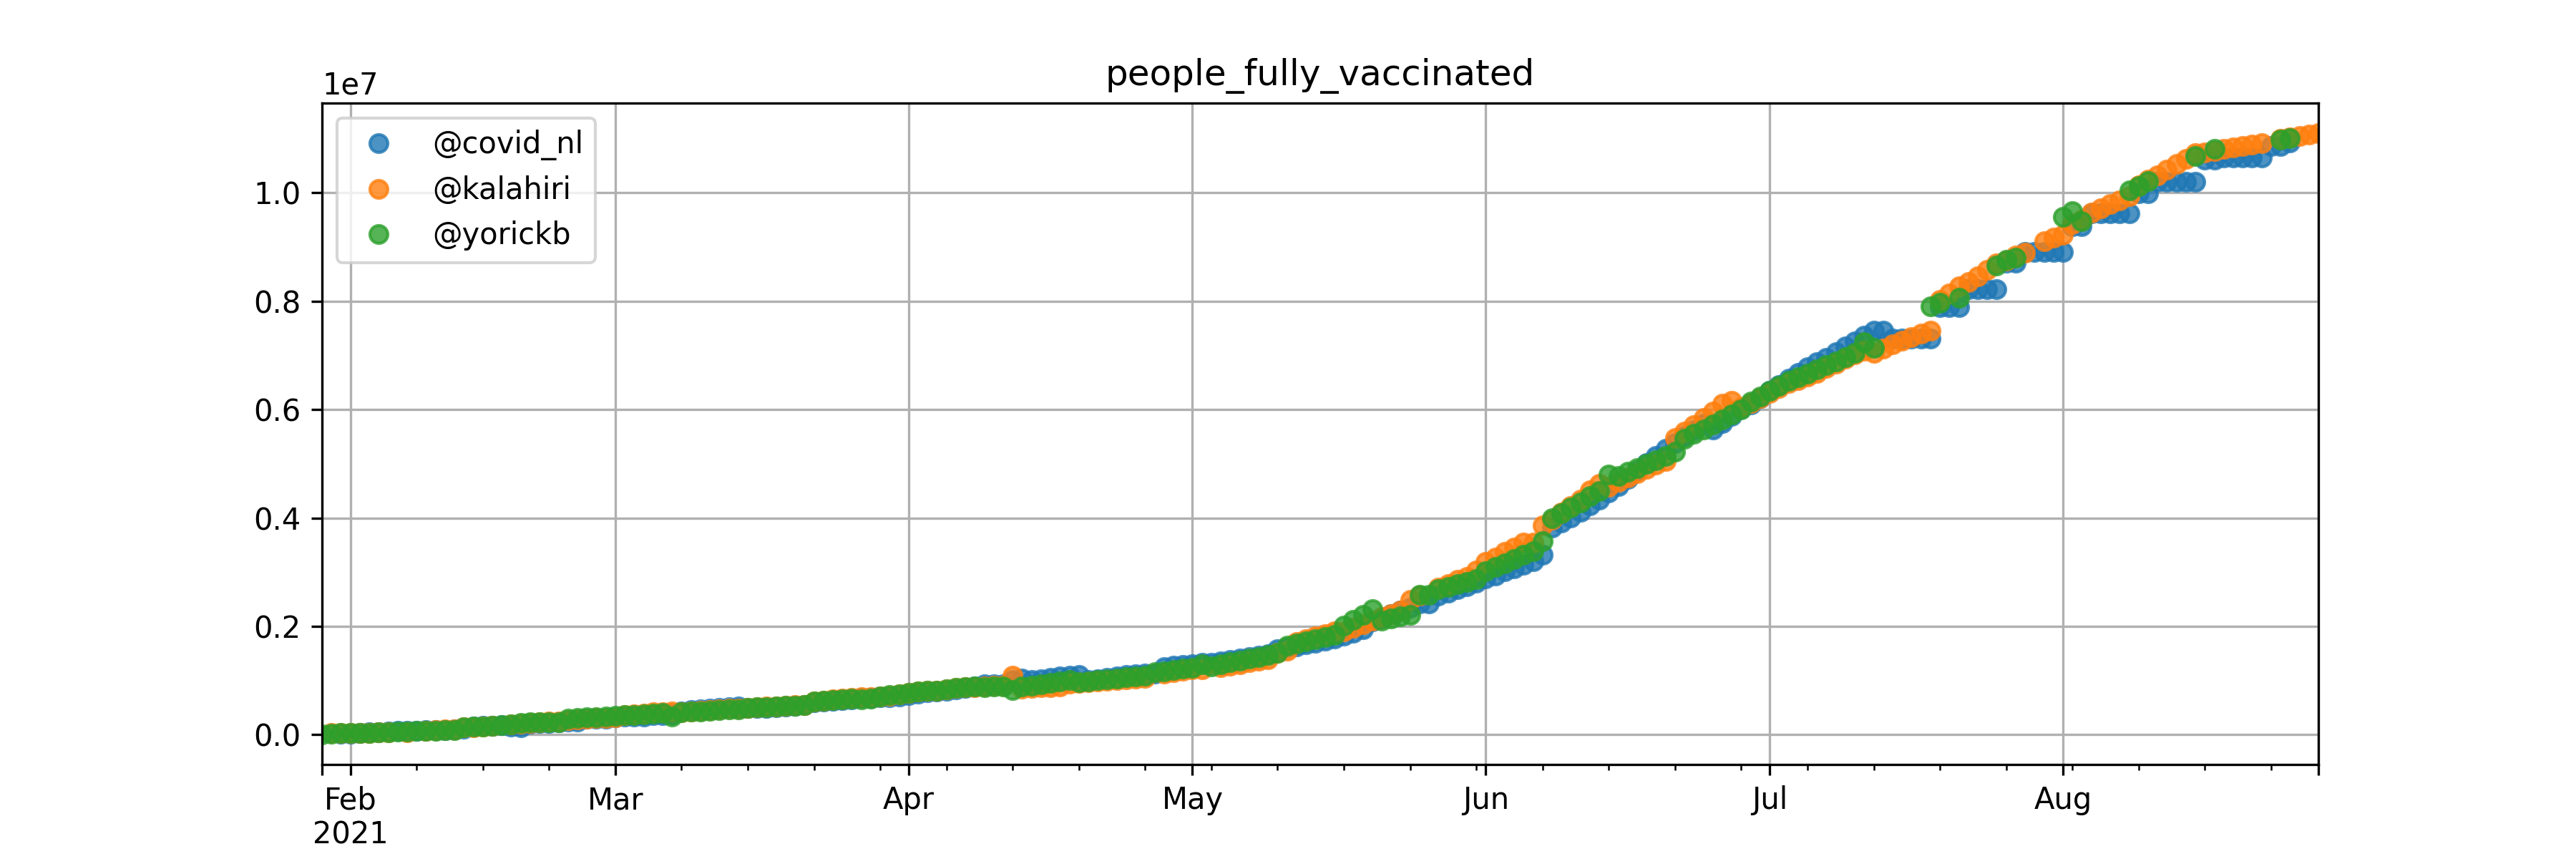 people_fully_vaccinated
1e7
@covid_nl
@kalahiri
@yorickb
1.0
0.8
0.6
0.4
0.2
0.0
Feb Mar Apr May Jun Jul Aug
2021